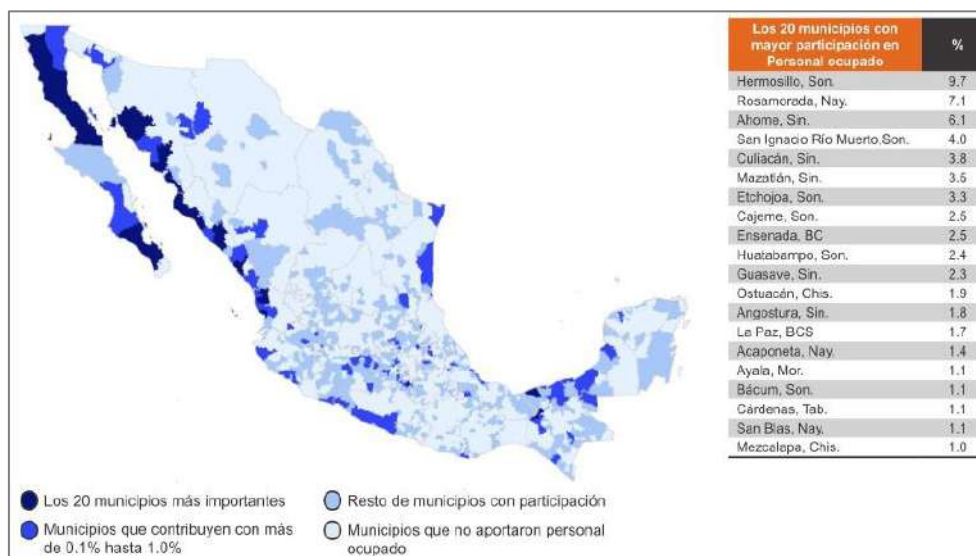 Los 20 municipios con
mayor participación en
Personal ocupado
%
Hermosillo, Son. 9.7
Rosamorada, Nay. 7.1
Ahome, Sin. 6.1
San Ignacio Río Muerto,Son. 4.0
Culiacán, Sin. 3.8
Mazatlán, Sin. 3.5
Etchojoa, Son. 3.3
Cajeme, Son. 2.5
Ensenada, BC 2.5
Huatabampo, Son. 2.4
Guasave, Sin. 2.3
Ostuacán, Chis. 1.9
Angostura, Sin. 1.8
La Paz, BCS 1.7
Acaponeta, Nay. 1.4
Ayala, Mor. 1.1
Bácum, Son. 1.1
Cárdenas, Tab. 1.1
San Blas, Nay. 1.1
Mezcalapa, Chis. 1.0
Los 20 municipios más importantes
Municipios que contribuyen con más
de 0.1% hasta 1.0%
Resto de municipios con participación
Municipios que no aportaron personal
ocupado